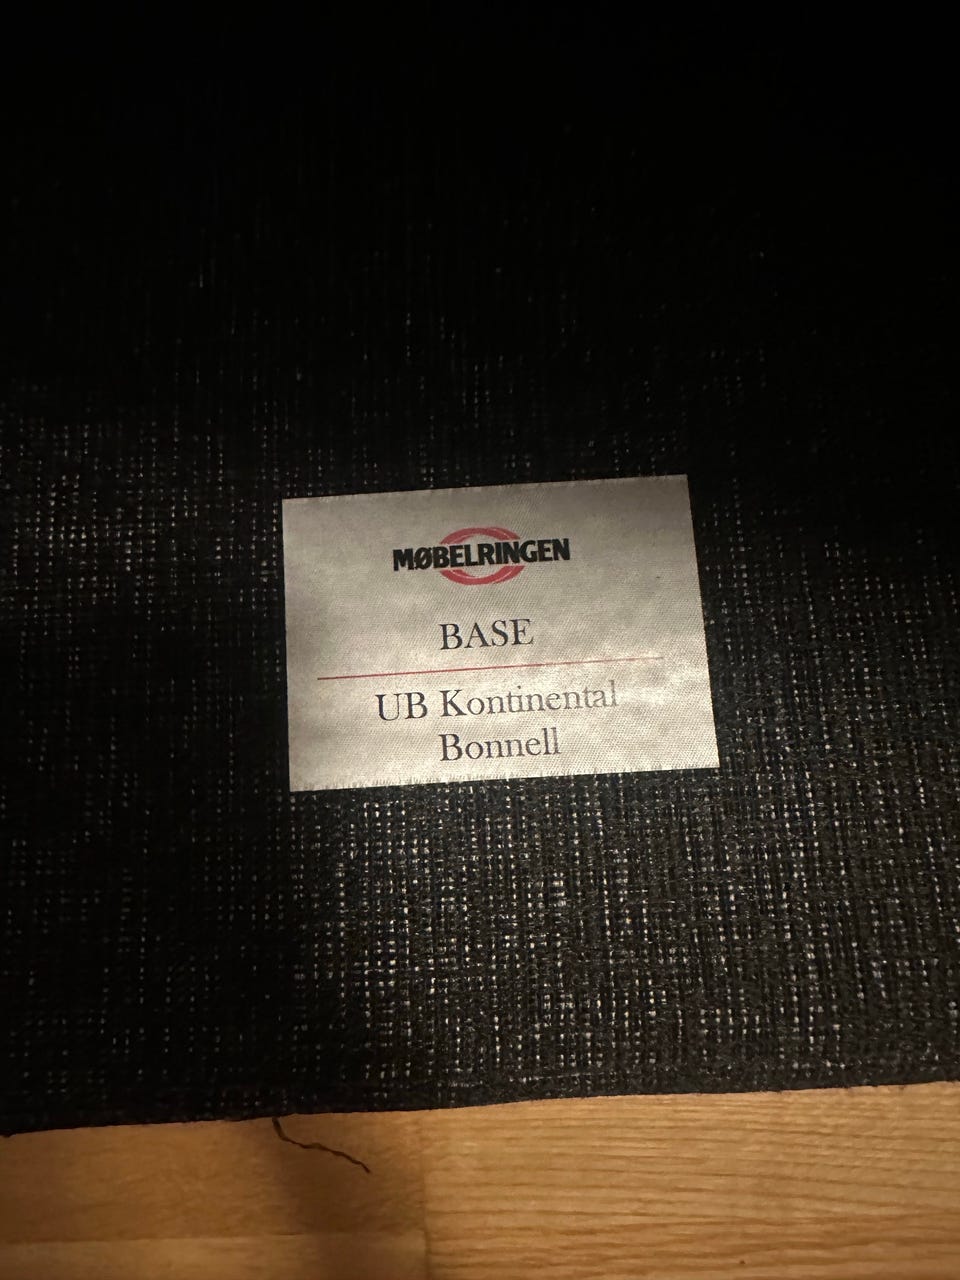 MØBELRINGEN
BASE
UB Kontinental
Bonnell